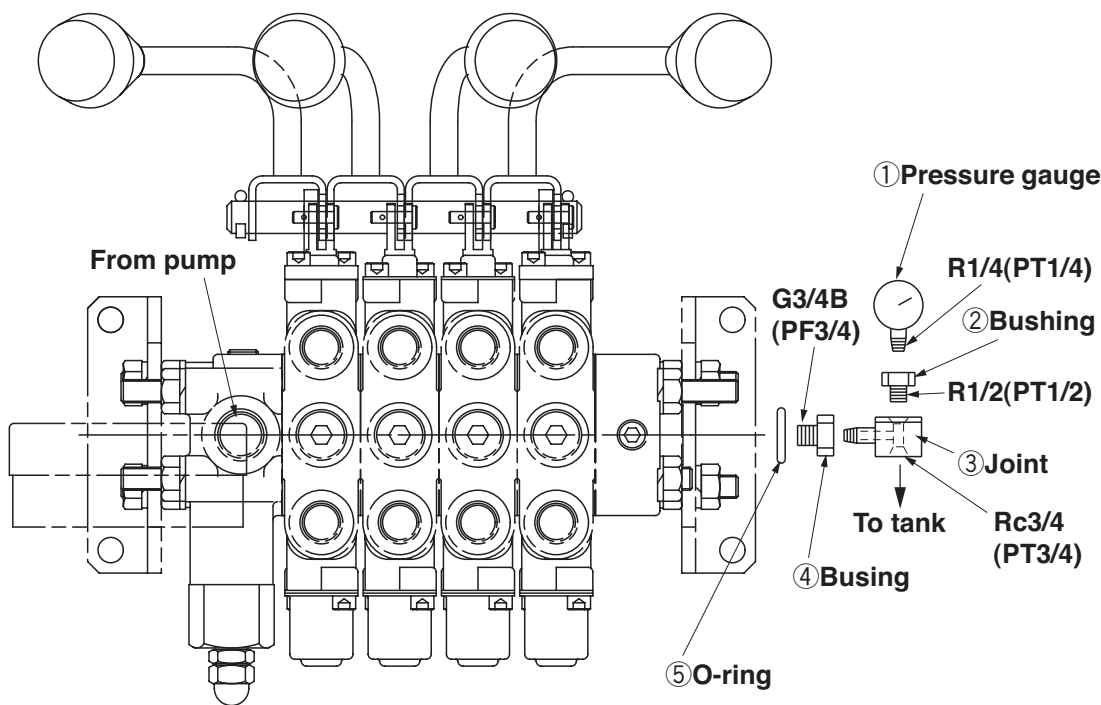 ①Pressure gauge
From pump
R1/4(PT1/4)
G3/4B
(PF3/4)
②Bushing
R1/2(PT1/2)
③Joint
To tank
Rc3/4
(PT3/4)
④Busing
⑤O-ring